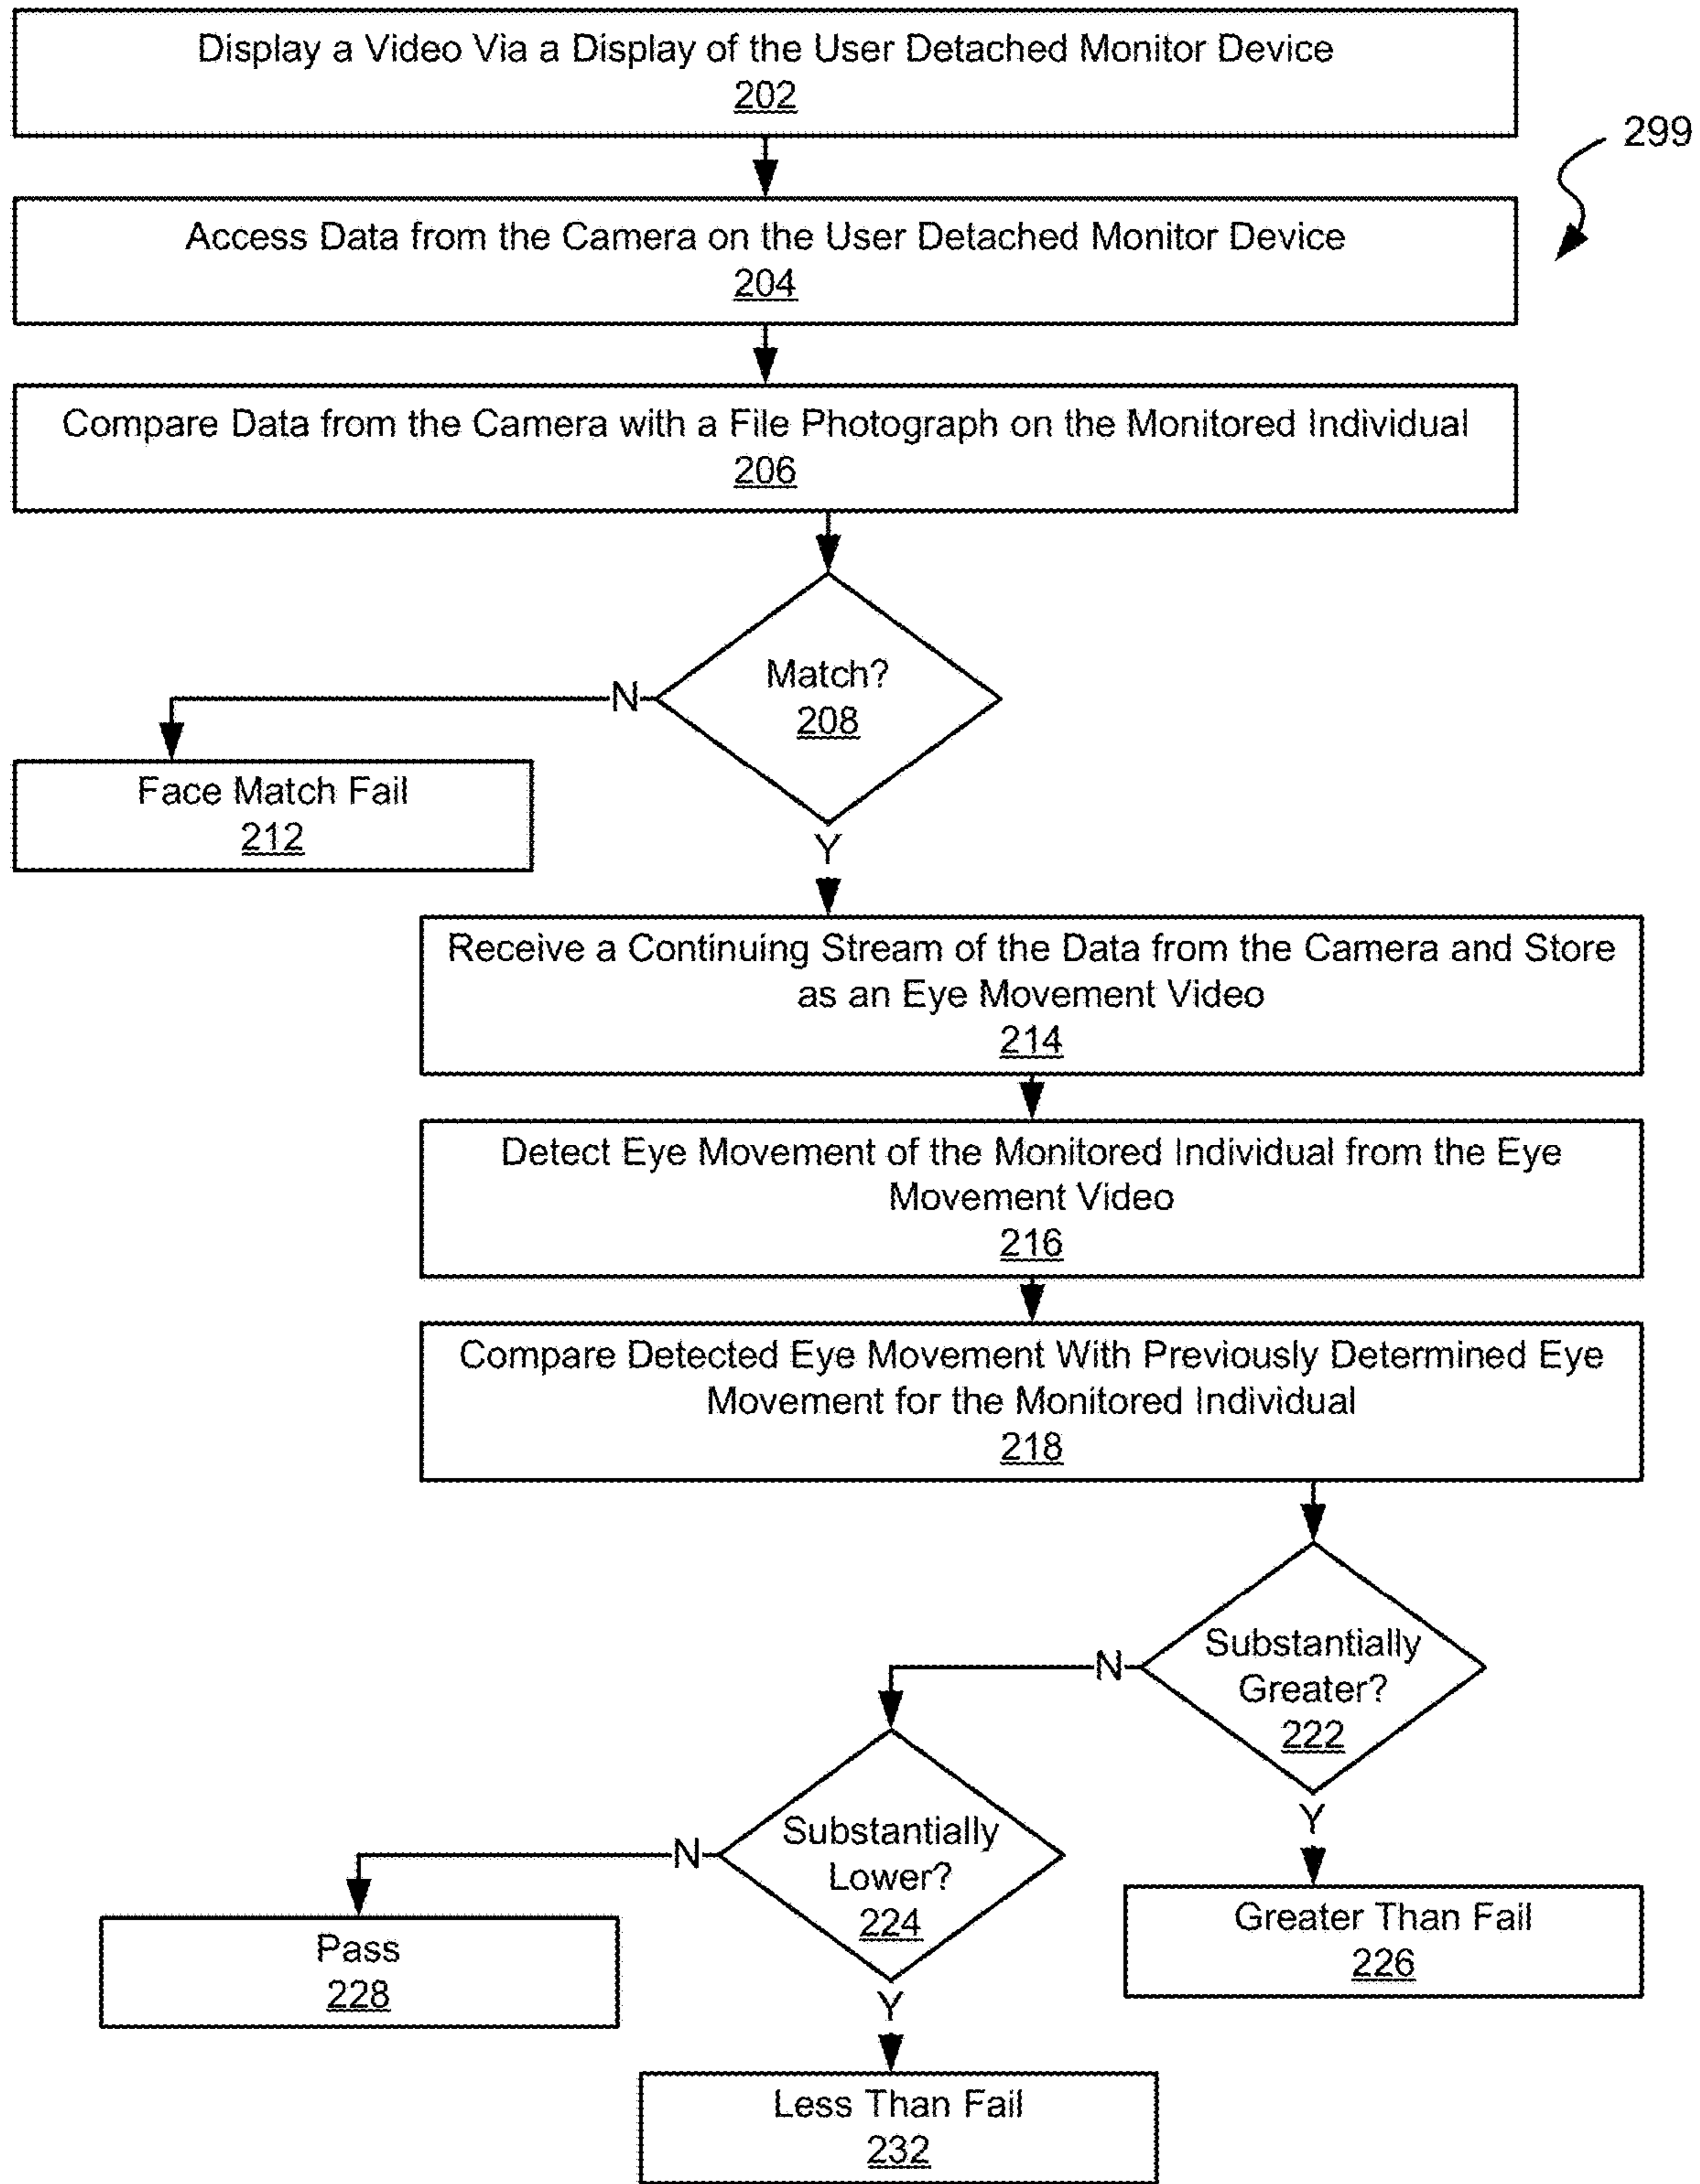 Display a Video Via a Display of the User Detached Monitor Device
202
299
Access Data from the Camera on the User Detached Monitor Device
204
Compare Data from the Camera with a File Photograph on the Monitored Individual
206
Match?
208
N
Face Match Fail
212
Y
Receive a Continuing Stream of the Data from the Camera and Store
as an Eye Movement Video
214
Detect Eye Movement of the Monitored Individual from the Eye
Movement Video
216
Compare Detected Eye Movement With Previously Determined Eye
Movement for the Monitored Individual
218
Substantially
Greater?
222
N
Y
Substantially
Lower?
224
N
Greater Than Fail
226
Pass
228
Y
Less Than Fail
232